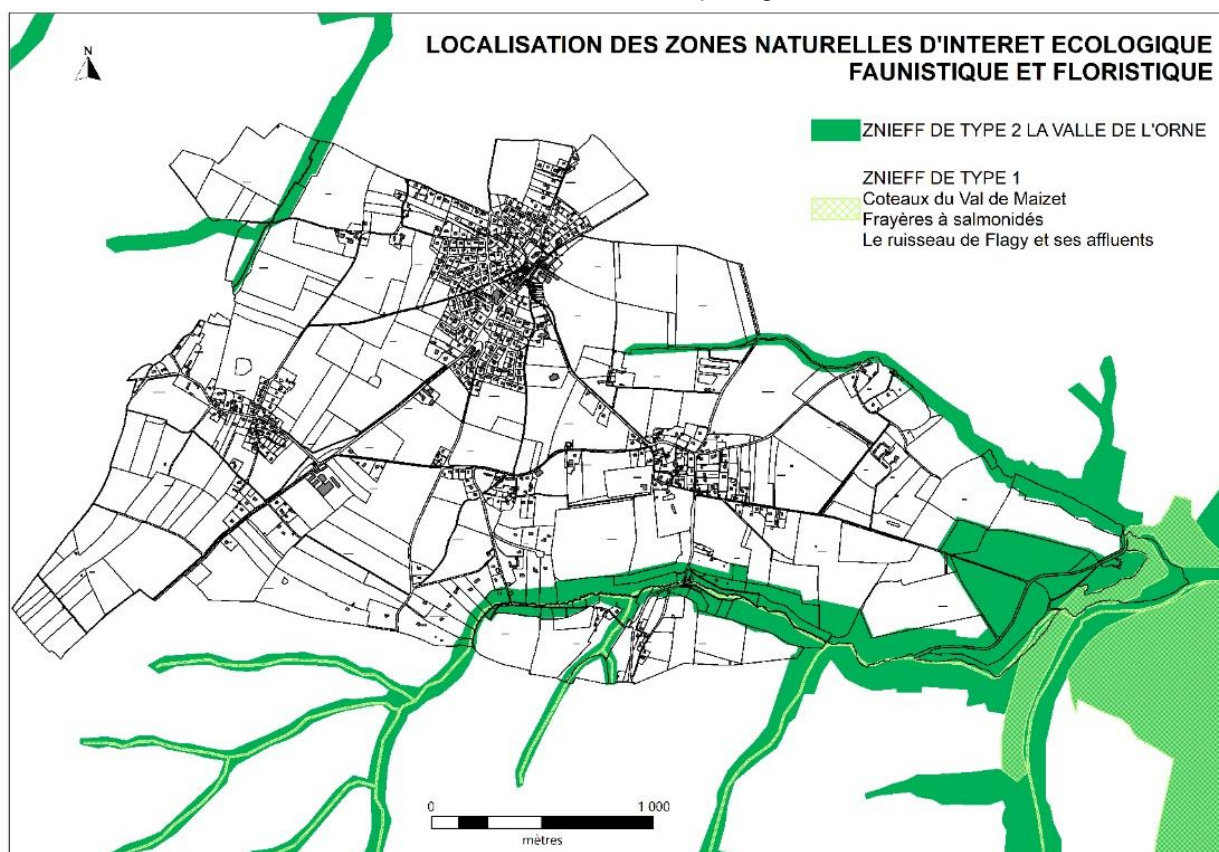 LOCALISATION DES ZONES NATURELLES D'INTERET ECOLOGIQUE
FAUNISTIQUE ET FLORISTIQUE
N
ZNIEFF DE TYPE 2 LA VALLE DE L'ORNE
ZNIEFF DE TYPE 1
Coteaux du Val de Maizet
Frayères à salmonidés
Le ruisseau de Flagy et ses affluents
0 1 000
mètres